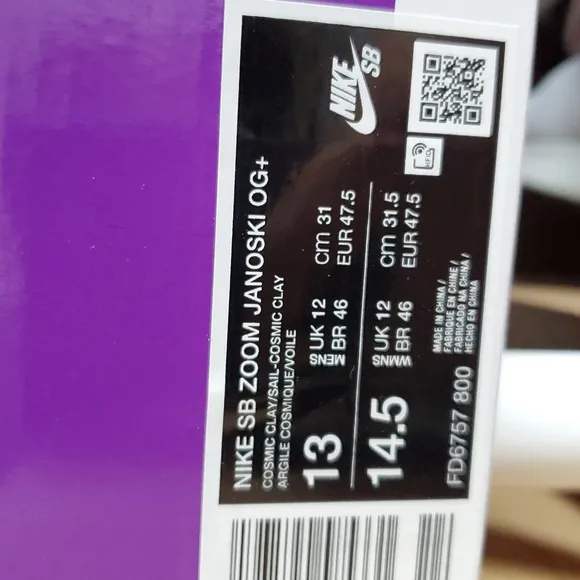 NIKE SB
RFID
NIKE SB ZOOM JANOSKI OG+
COSMIC CLAY/SAIL-COSMIC CLAY
ARGILE COSMIQUE/VOILE
13 MENS UK 12 cm 31
BR 46 EUR 47.5
14.5 WMNS UK 12 cm 31.5
BR 46 EUR 47.5
FD6757 800
MADE IN CHINA /
FABRIQUÉ EN CHINE /
FABRICADO NA CHINA /
HECHO EN CHINA